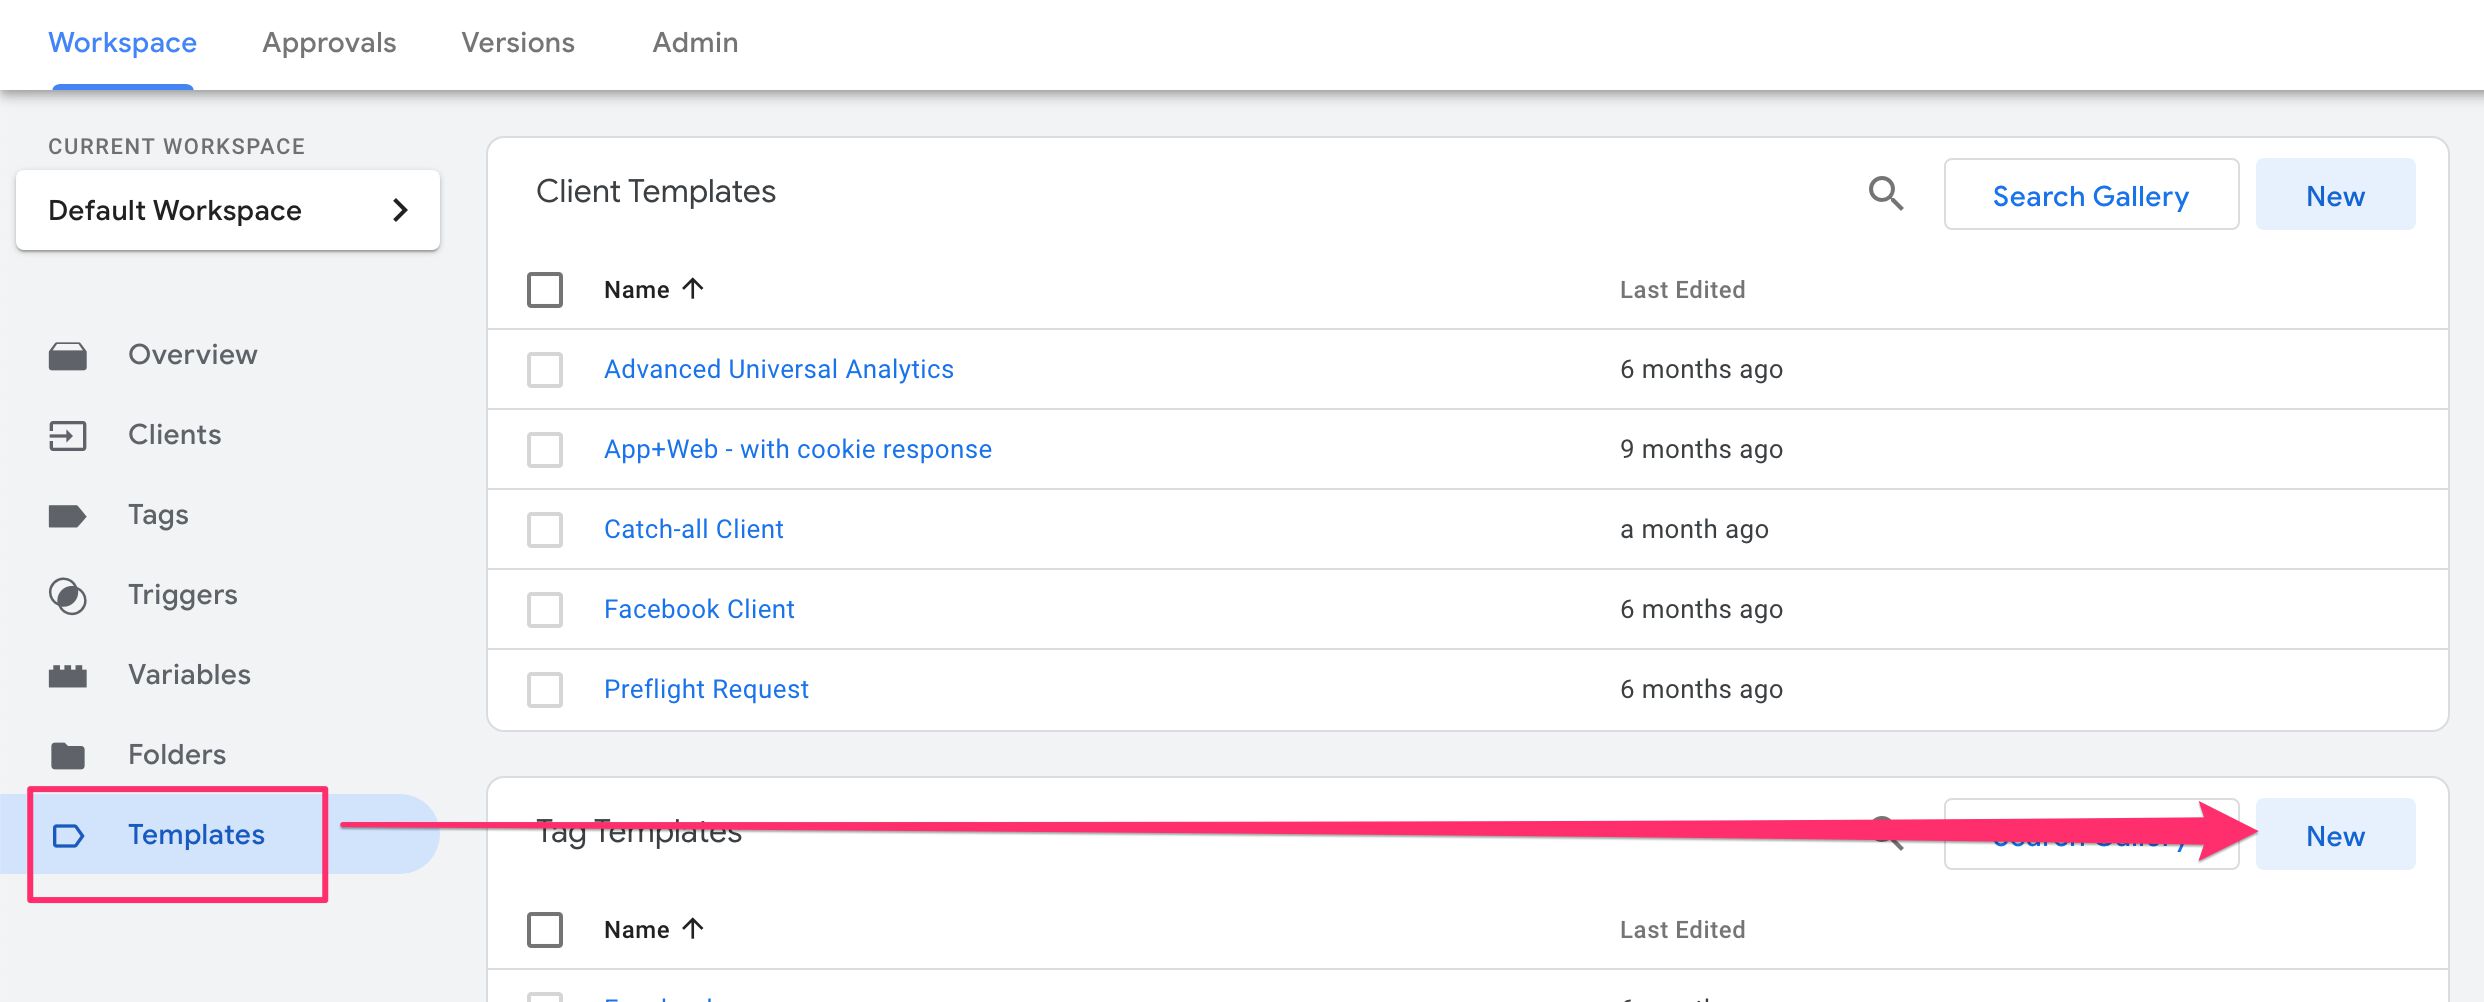 Workspace Approvals Versions Admin
CURRENT WORKSPACE
Default Workspace
Overview
Clients
Tags
Triggers
Variables
Folders
Templates
Client Templates
Search Gallery
New
Name Last Edited
Advanced Universal Analytics 6 months ago
App+Web - with cookie response 9 months ago
Catch-all Client a month ago
Facebook Client 6 months ago
Preflight Request 6 months ago
Tag Templates
Search Gallery
New
Name Last Edited